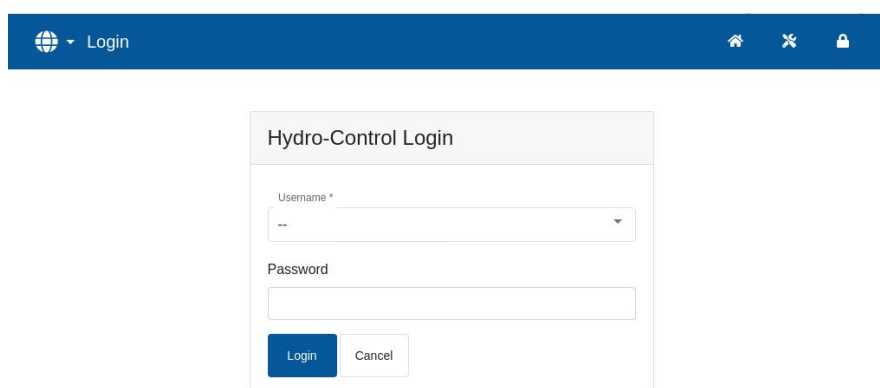 Login
Hydro-Control Login
Username *
--
Password
Login Cancel